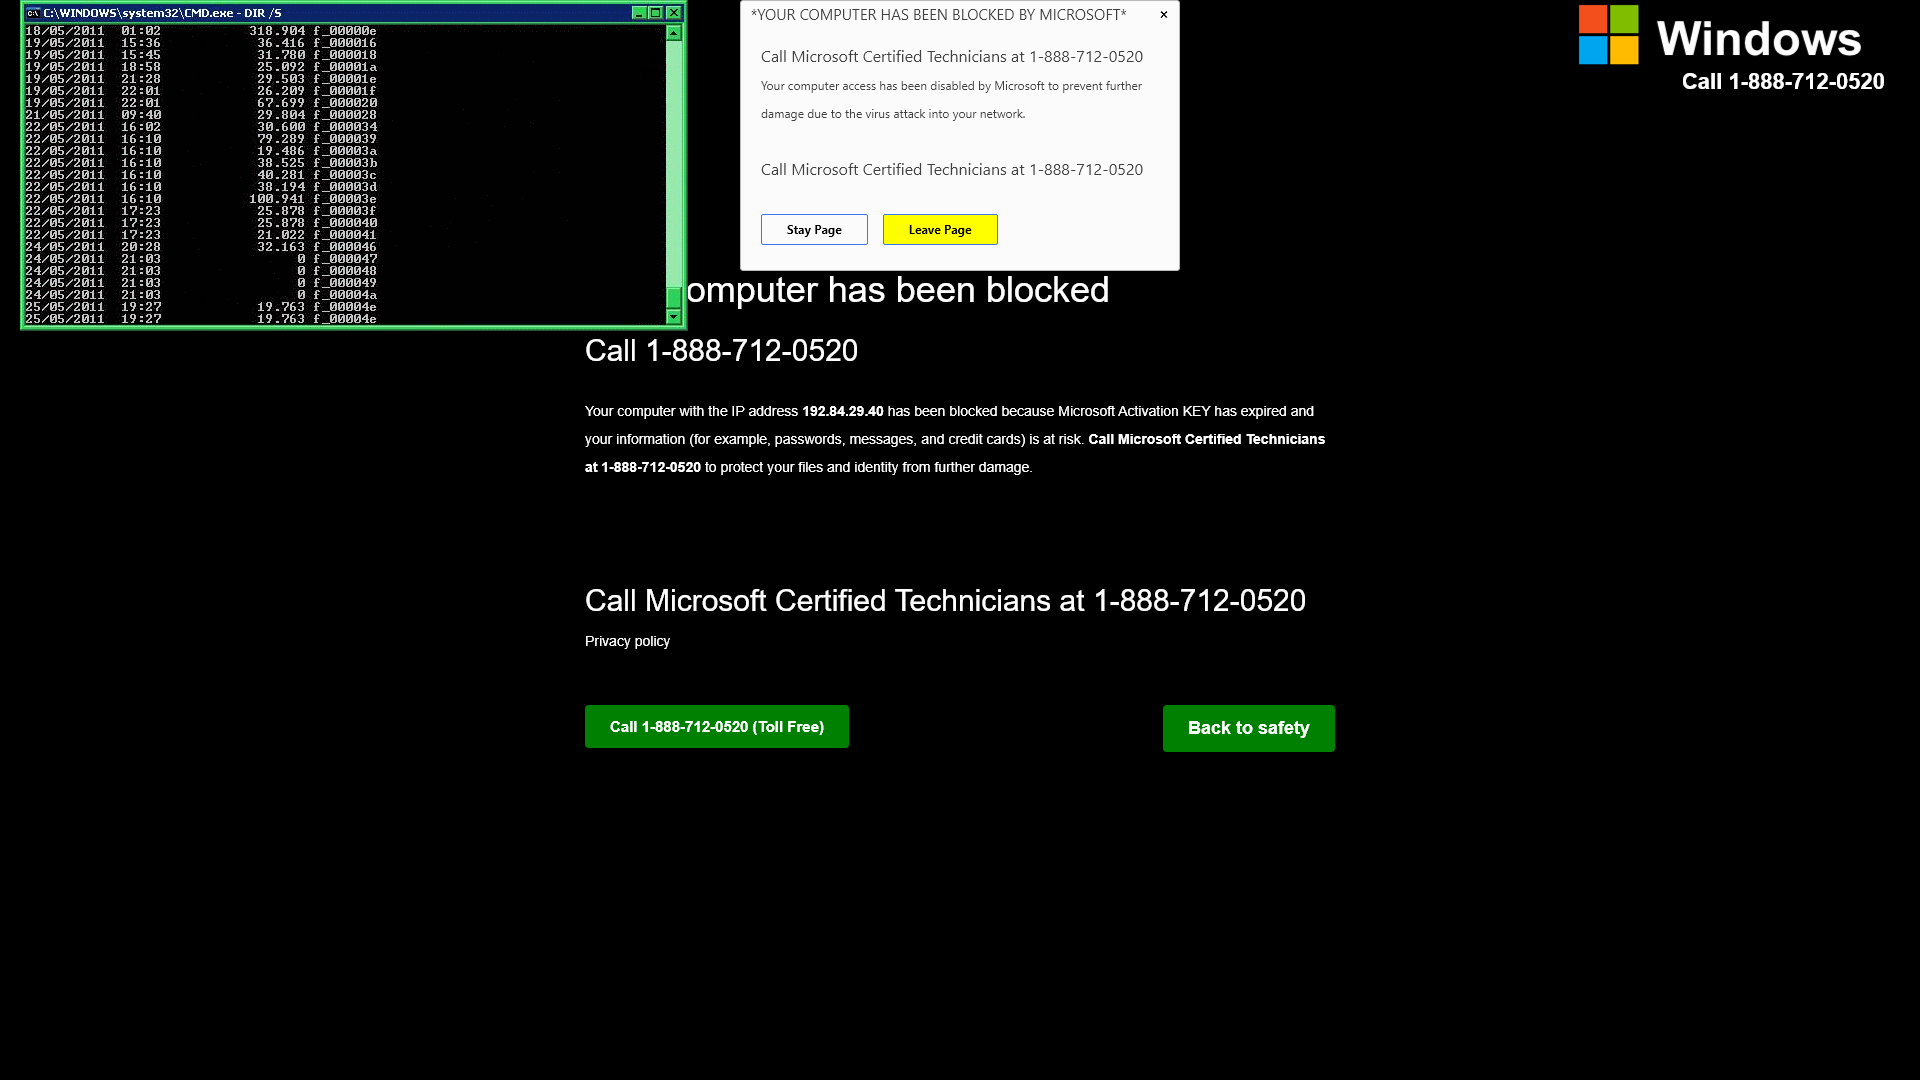 C:\WINDOWS\system32\CMD.exe - DIR /S
18/05/2011 01:02 318.904 f_00000e
19/05/2011 15:36 36.416 f_000016
19/05/2011 15:45 31.780 f_000018
19/05/2011 18:58 25.092 f_00001a
19/05/2011 21:28 29.503 f_00001e
19/05/2011 22:01 26.209 f_00001f
19/05/2011 22:01 67.699 f_000020
21/05/2011 09:40 29.804 f_000028
22/05/2011 16:02 30.600 f_000034
22/05/2011 16:10 79.289 f_000039
22/05/2011 16:10 19.486 f_00003a
22/05/2011 16:10 38.525 f_00003b
22/05/2011 16:10 40.281 f_00003c
22/05/2011 16:10 38.194 f_00003d
22/05/2011 16:10 100.941 f_00003e
22/05/2011 17:23 25.878 f_00003f
22/05/2011 17:23 25.878 f_000040
22/05/2011 17:23 21.022 f_000041
24/05/2011 20:28 32.163 f_000046
24/05/2011 21:03 0 f_000047
24/05/2011 21:03 0 f_000048
24/05/2011 21:03 0 f_000049
24/05/2011 21:03 0 f_00004a
25/05/2011 19:27 19.763 f_00004e
25/05/2011 19:27 19.763 f_00004e
*YOUR COMPUTER HAS BEEN BLOCKED BY MICROSOFT*
Call Microsoft Certified Technicians at 1-888-712-0520
Your computer access has been disabled by Microsoft to prevent further
damage due to the virus attack into your network.
Call Microsoft Certified Technicians at 1-888-712-0520
Stay Page
Leave Page
Windows
Call 1-888-712-0520
omputer has been blocked
Call 1-888-712-0520
Your computer with the IP address 192.84.29.40 has been blocked because Microsoft Activation KEY has expired and
your information (for example, passwords, messages, and credit cards) is at risk. Call Microsoft Certified Technicians
at 1-888-712-0520 to protect your files and identity from further damage.
Call Microsoft Certified Technicians at 1-888-712-0520
Privacy policy
Call 1-888-712-0520 (Toll Free)
Back to safety